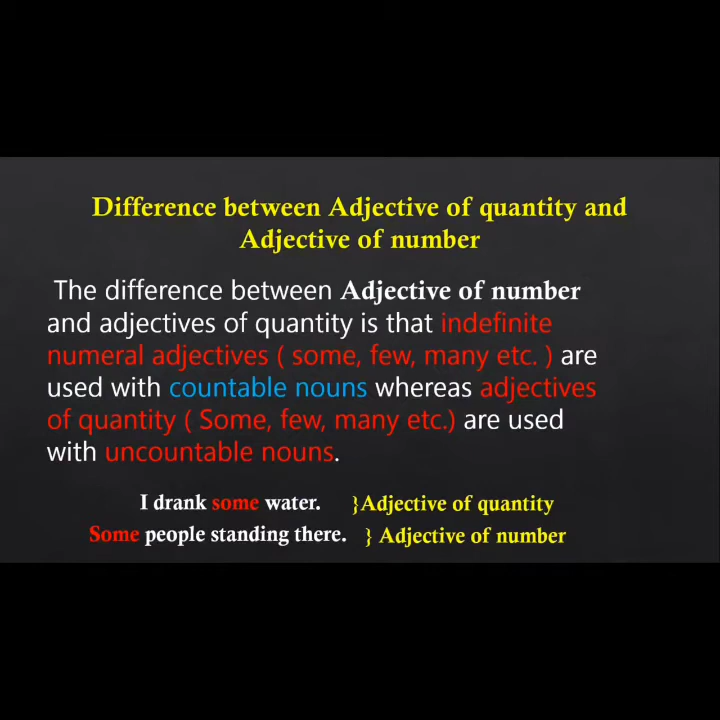 Difference between Adjective of quantity and
Adjective of number
The difference between Adjective of number
and adjectives of quantity is that indefinite
numeral adjectives ( some, few, many etc. ) are
used with countable nouns whereas adjectives
of quantity ( Some, few, many etc.) are used
with uncountable nouns.
I drank some water. }Adjective of quantity
Some people standing there. } Adjective of number